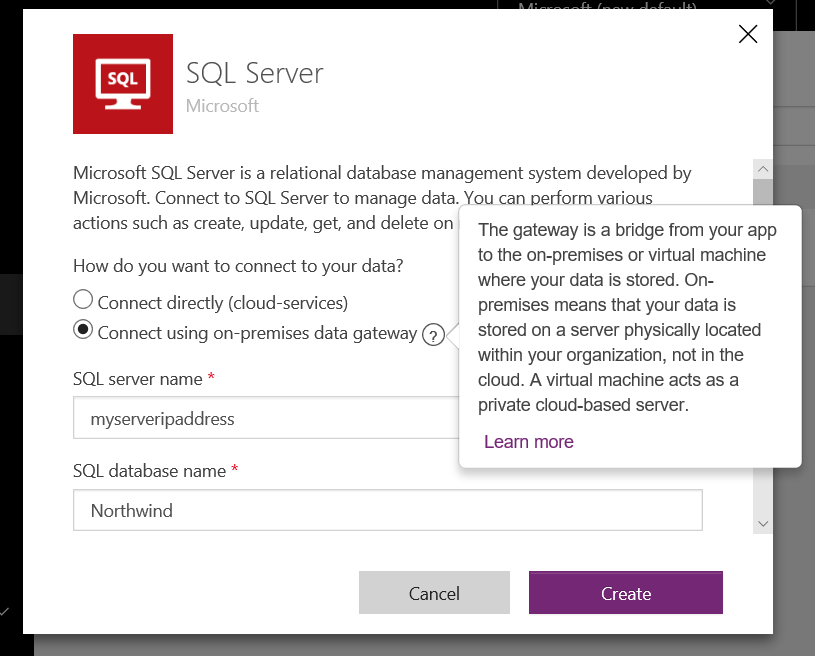 Microsoft (new default)
SQL
SQL Server
Microsoft
Microsoft SQL Server is a relational database management system developed by
Microsoft. Connect to SQL Server to manage data. You can perform various
actions such as create, update, get, and delete on
How do you want to connect to your data?
Connect directly (cloud-services)
Connect using on-premises data gateway ?
The gateway is a bridge from your app
to the on-premises or virtual machine
where your data is stored. On-
premises means that your data is
stored on a server physically located
within your organization, not in the
cloud. A virtual machine acts as a
private cloud-based server.
Learn more
SQL server name *
myserveripaddress
SQL database name *
Northwind
Cancel
Create